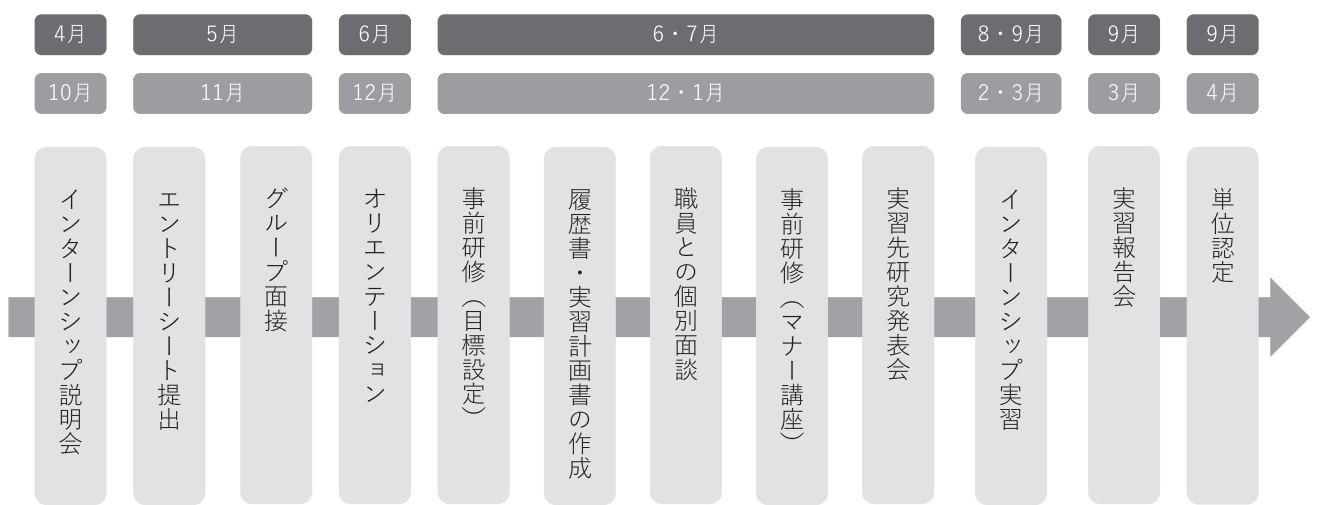 4月
5月
6月
6・7月
8・9月
9月
9月
10月
11月
12月
12・1月
2・3月
3月
4月
インターンシップ説明会
エントリーシート提出
グループ面接
オリエンテーション
事前研修（目標設定）
履歴書・実習計画書の作成
職員との個別面談
事前研修（マナー講座）
実習先研究発表会
インターンシップ実習
実習報告会
単位認定